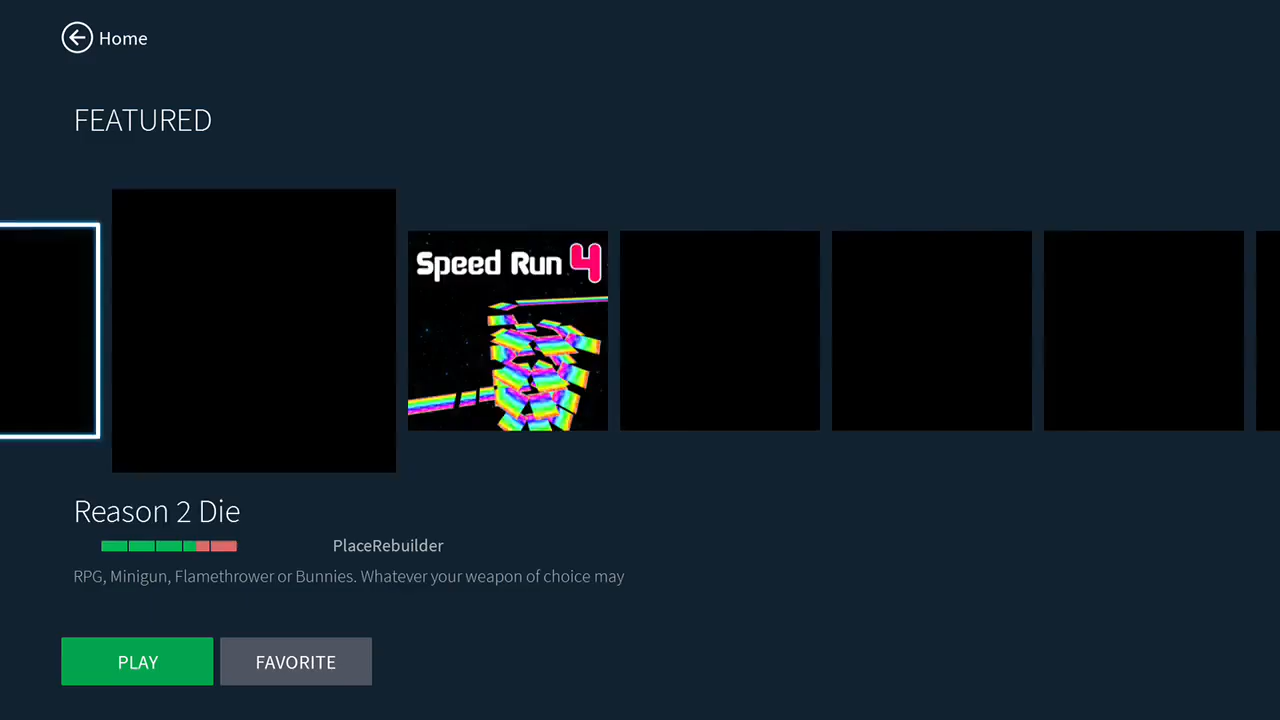 Home
FEATURED
Speed Run 4
Reason 2 Die
PlaceRebuilder
RPG, Minigun, Flamethrower or Bunnies. Whatever your weapon of choice may
PLAY
FAVORITE